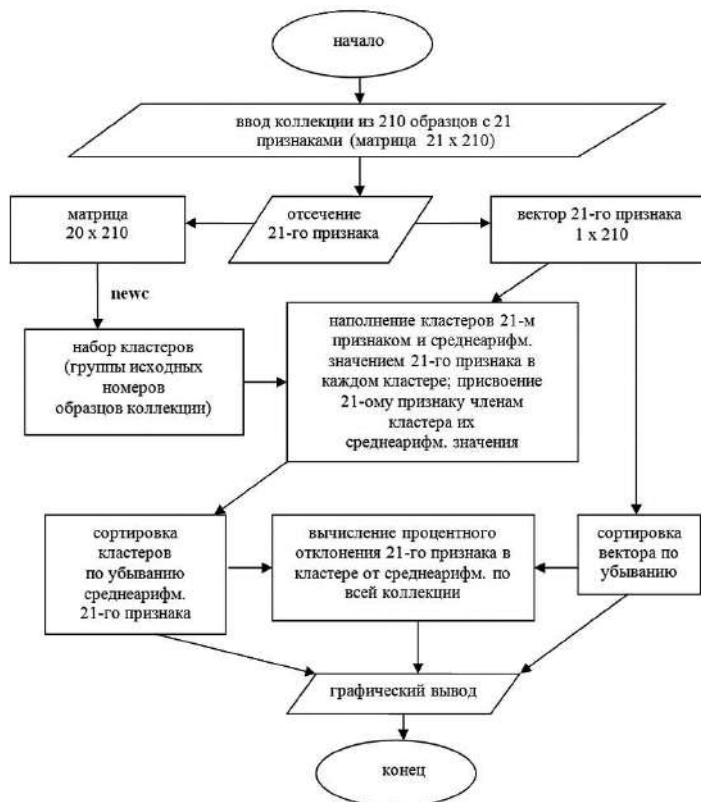 начало
ввод коллекции из 210 образцов с 21
признаками (матрица 21 x 210)
матрица
20 x 210
отсечение
21-го признака
вектор 21-го признака
1 x 210
newc
набор кластеров
(группы исходных
номеров
образцов коллекции)
наполнение кластеров 21-м
признаком и среднеарифм.
значением 21-го признака в
каждом кластере; присвоение
21-ому признаку членам
кластера их
среднеарифм. значения
сортировка
кластеров
по убыванию
среднеарифм.
21-го признака
вычисление процентного
отклонения 21-го признака в
кластере от среднеарифм. по
всей коллекции
сортировка
вектора по
убыванию
графический вывод
конец